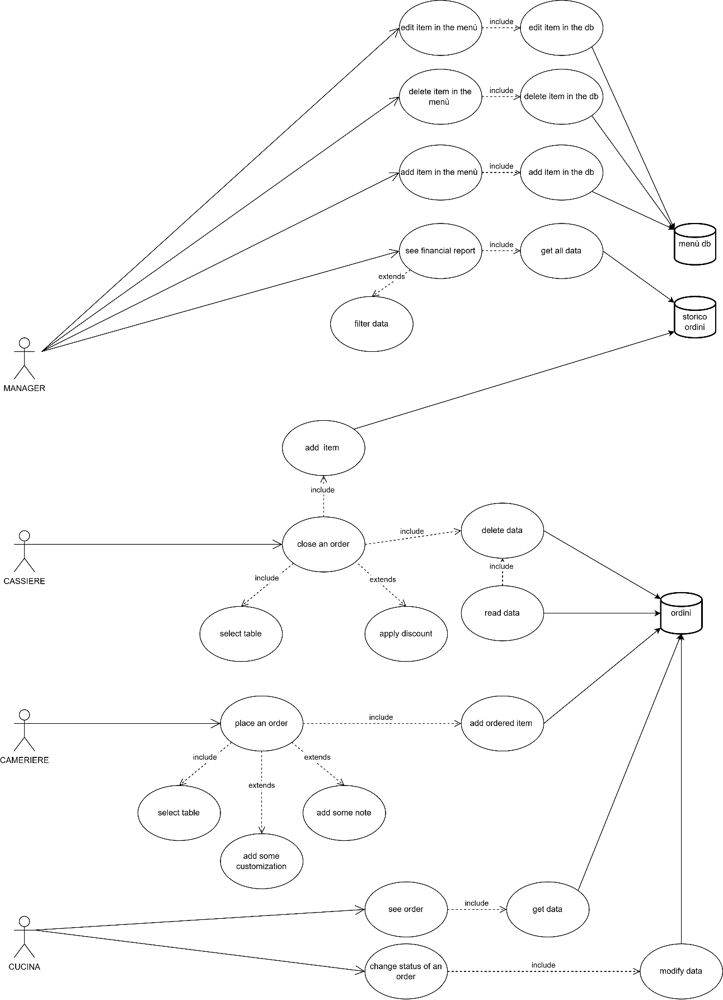 edit item in the menù
include
edit item in the db
delete item in the
menù
include
delete item in the db
add item in the menù
include
add item in the db
see financial report
include
get all data
menù db
extends
filter data
storico
ordini
MANAGER
add  item
include
close an order
include
delete data
CASSIERE
include
extends
include
select table
apply discount
read data
ordini
place an order
include
add ordered item
CAMERIERE
include
extends
extends
select table
add some note
add some
customization
see order
include
get data
CUCINA
change status of an
order
include
modify data